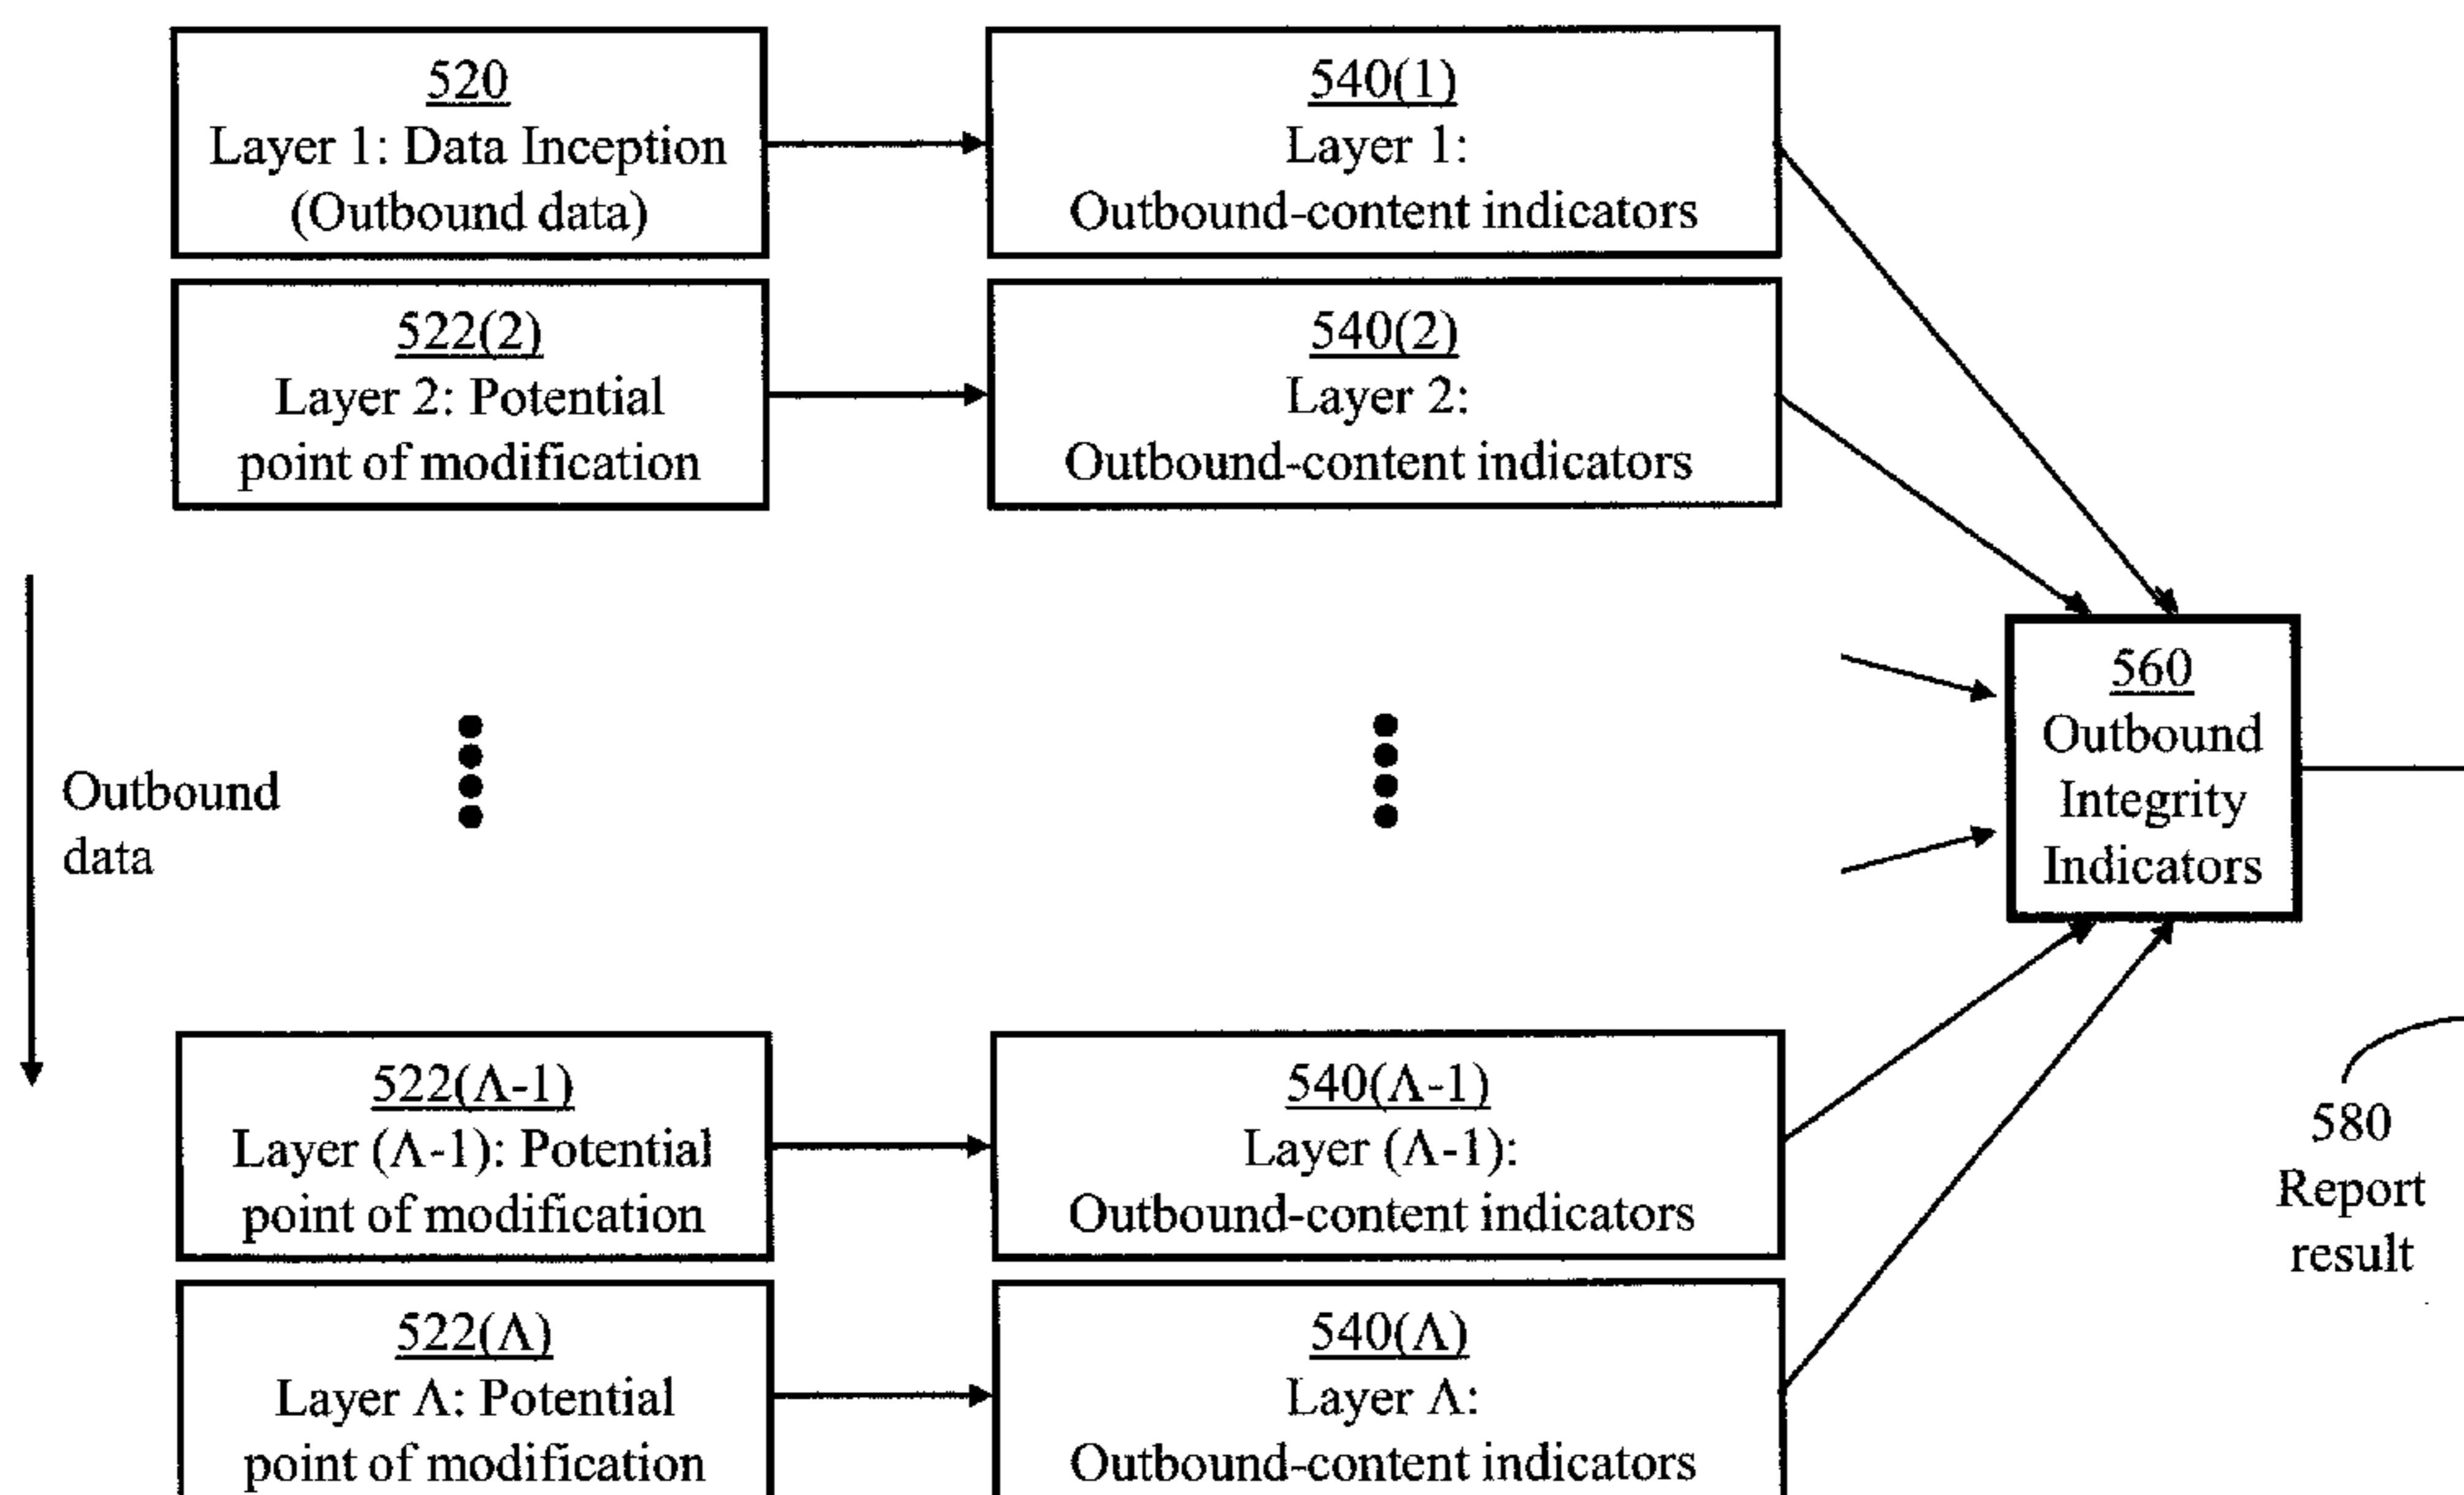 520
Layer 1: Data Inception
(Outbound data)
540(1)
Layer 1:
Outbound-content indicators
522(2)
Layer 2: Potential
point of modification
540(2)
Layer 2:
Outbound-content indicators
Outbound
data
560
Outbound
Integrity
Indicators
522(Λ-1)
Layer (Λ-1): Potential
point of modification
540(Λ-1)
Layer (Λ-1):
Outbound-content indicators
580
Report
result
522(Λ)
Layer Λ: Potential
point of modification
540(Λ)
Layer Λ:
Outbound-content indicators